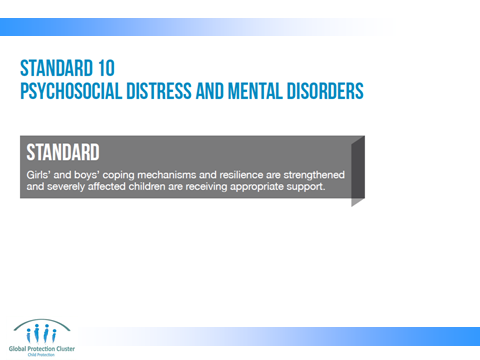 STANDARD 10
PSYCHOSOCIAL DISTRESS AND MENTAL DISORDERS
STANDARD
Girls' and boys' coping mechanisms and resilience are strengthened
and severely affected children are receiving appropriate support.
Global Protection Cluster
Child Protection